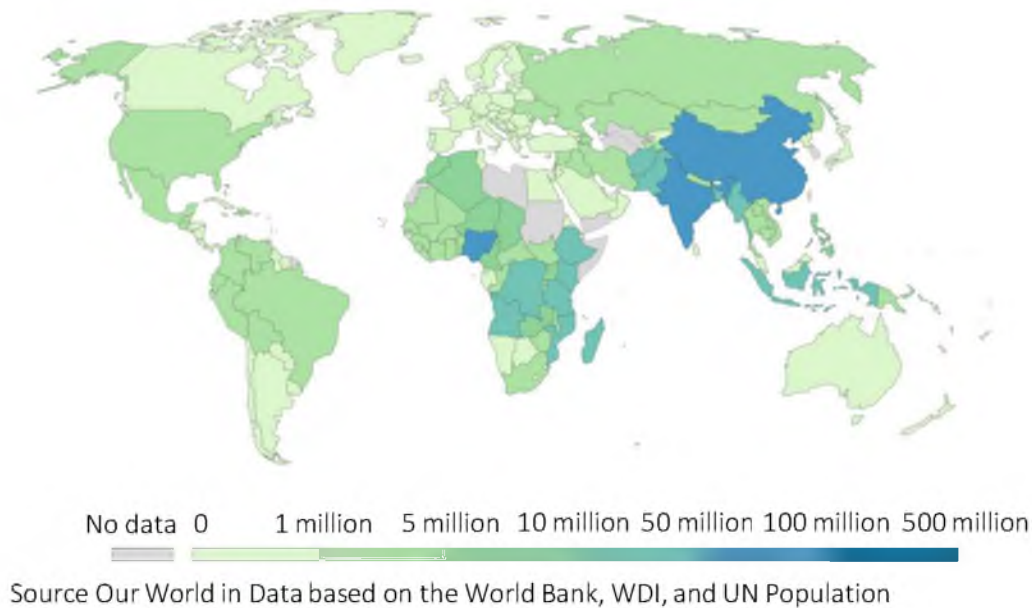 No data 0 1 million 5 million 10 million 50 million 100 million 500 million
Source Our World in Data based on the World Bank, WDI, and UN Population